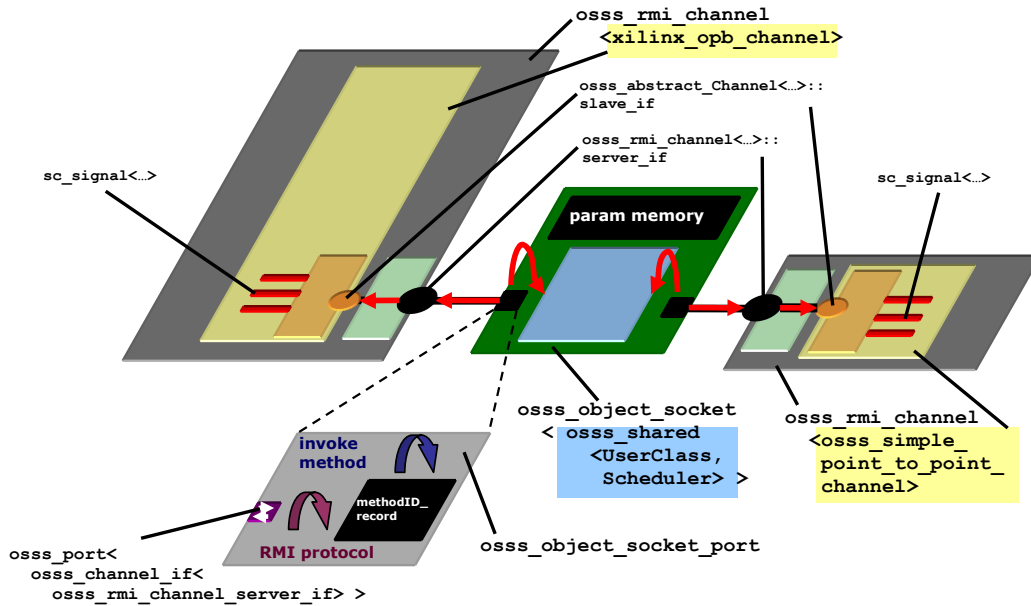 osss_rmi_channel
<xilinx_opb_channel>
osss_abstract_Channel<…>::
slave_if
osss_rmi_channel<…>::
server_if
sc_signal<…>
sc_signal<…>
param memory
osss_object_socket
< osss_shared
<UserClass,
Scheduler> >
osss_rmi_channel
<osss_simple_
point_to_point_
channel>
invoke
method
methodID_
record
RMI protocol
osss_object_socket_port
osss_port<
osss_channel_if<
osss_rmi_channel_server_if> >